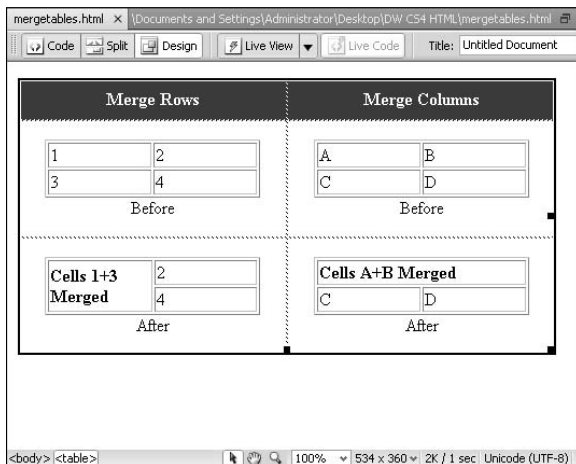 mergetables.html × \Documents and Settings\Administrator\Desktop\DW CS4 HTML\mergetables.html
Code Split Design Live View Live Code Title: Untitled Document
Merge Rows Merge Columns
1 2 A B
3 4 C D
Before Before
Cells 1+3 Merged 2 Cells A+B Merged
4 C D
After After
<body> <table> 100% 534 x 360 2K / 1 sec Unicode (UTF-8)